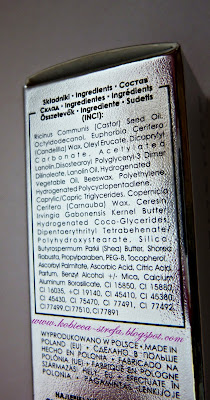 Składniki • Ingredients • Состав
Склад • Ingredientes • Ingrédients
Összetevők • Ingrediente • Sudetis
(INCI):
Ricinus Communis (Castor) Seed Oil,
Octyldodecanol, Euphorbia Cerifera
(Candelilla) Wax, Oleyl Erucate, Dicaprylyl
Carbonate, Acetylated
Lanolin, Diisostearoyl Polyglyceryl-3 Dimer
Dilinoleate, Lanolin Oil, Hydrogenated
Vegetable Oil, Beeswax, Polyethylene,
Hydrogenated Polycyclopentadiene,
Caprylic/Capric Triglycerides, Copernicia
Cerifera (Carnauba) Wax, Ceresin,
Irvingia Gabonensis Kernel Butter,
Hydrogenated Coco-Glycerides,
Dipentaerythrityl Tetrabehenate/
Polyhydroxystearate, Silica,
Butyrospermum Parkii (Shea) Butter, Shorea
Robusta, Propylparaben, PEG-8, Tocopherol,
Ascorbyl Palmitate, Ascorbic Acid, Citric Acid,
Parfum, Benzyl Alcohol +/- Mica, Calcium
Aluminum Borosilicate, CI 15850, CI 15880,
CI 16035, CI 19140, CI 45410, CI 45380,
CI 45430, CI 75470, CI 77491, CI 77492,
CI 77499, CI 77510, CI 77891
www.kobieca-strefa.blogspot.com
WYPRODUKOWANO W POLSCE • MADE IN
POLAND (EU) • СДЕЛАНО В ПОЛЬШЕ
HECHO EN POLONIA • FABRICADO NA